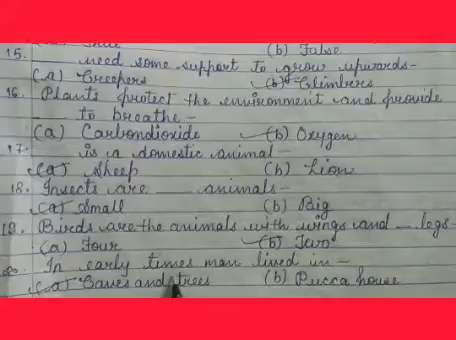 (b) False
15. need some support to grow upwards-
(a) Creepers (b) Climbers
16. Plants protect the environment and provide
to breathe-
(a) Carbondioxide (b) Oxygen
17. is a domestic animal-
(a) Sheep (b) Lion
18. Insects are ___ animals-
(a) Small (b) Big
19. Birds are the animals with wings and _ legs-
(a) Four (b) Two
In early times man lived in-
(a) Caves and trees (b) Pucca house